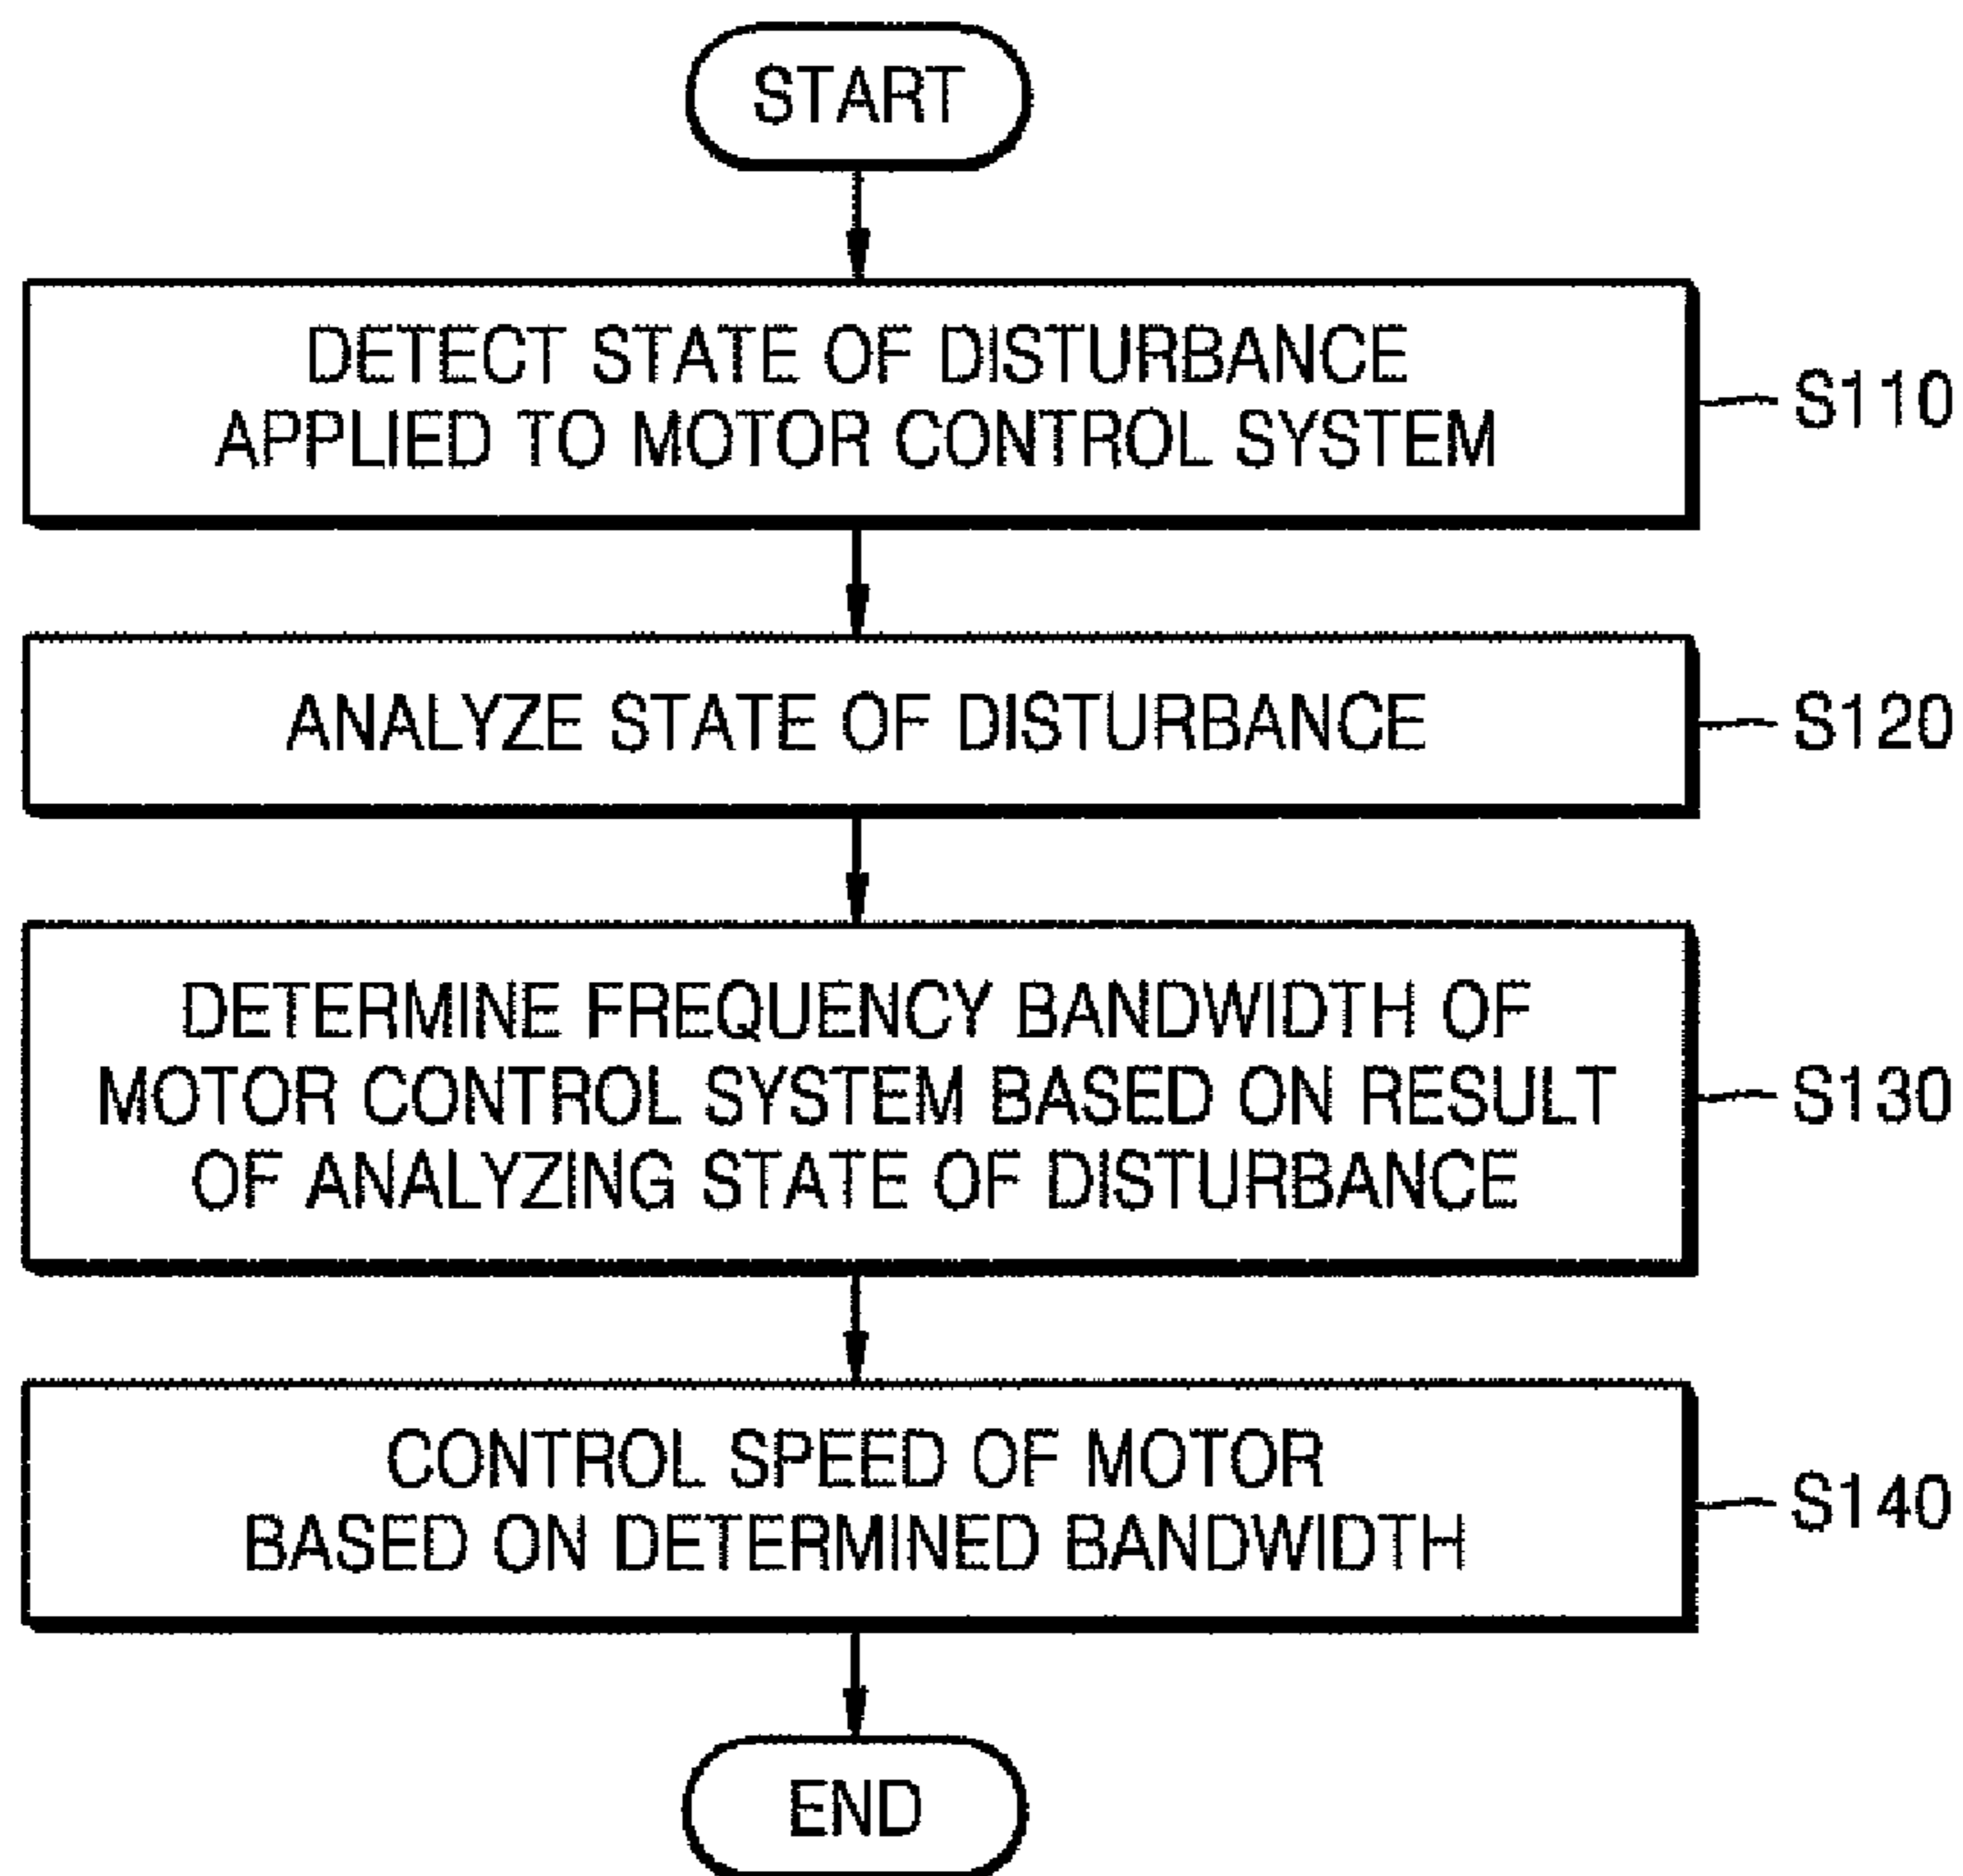 START
DETECT STATE OF DISTURBANCE
APPLIED TO MOTOR CONTROL SYSTEM
S110
ANALYZE STATE OF DISTURBANCE
S120
DETERMINE FREQUENCY BANDWIDTH OF
MOTOR CONTROL SYSTEM BASED ON RESULT
OF ANALYZING STATE OF DISTURBANCE
S130
CONTROL SPEED OF MOTOR
BASED ON DETERMINED BANDWIDTH
S140
END